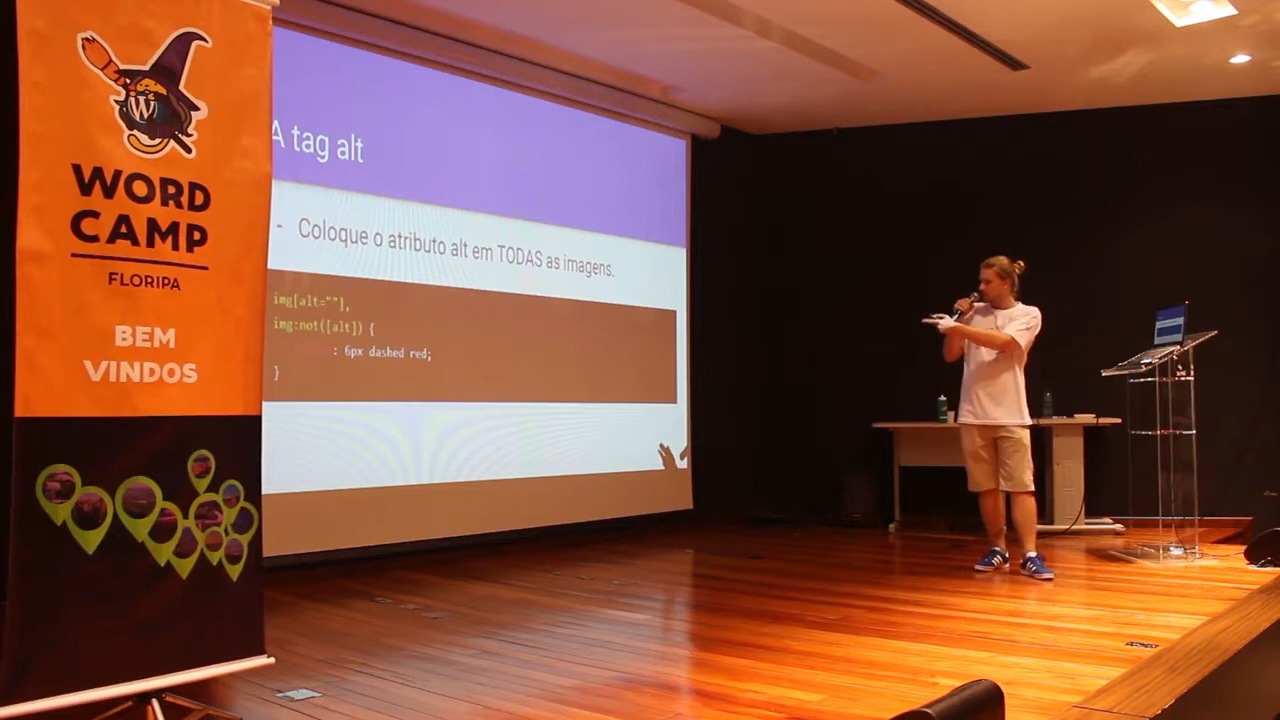 WORD
CAMP
FLORIPA
BEM
VINDOS
A tag alt
- Coloque o atributo alt em TODAS as imagens.
img[alt=""],
img:not([alt]) {
: 6px dashed red;
}